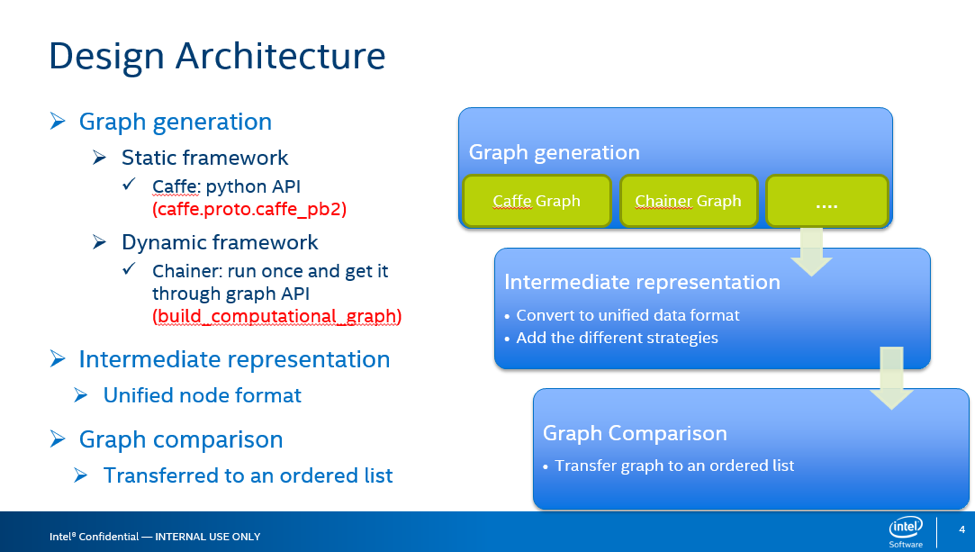 Design Architecture
Graph generation
Static framework
Caffe: python API
(caffe.proto.caffe_pb2)
Dynamic framework
Chainer: run once and get it
through graph API
(build_computational_graph)
Intermediate representation
Unified node format
Graph comparison
Transferred to an ordered list
Graph generation
Caffe Graph
Chainer Graph
....
Intermediate representation
• Convert to unified data format
• Add the different strategies
Graph Comparison
• Transfer graph to an ordered list
Intel® Confidential — INTERNAL USE ONLY
intel
Software
4